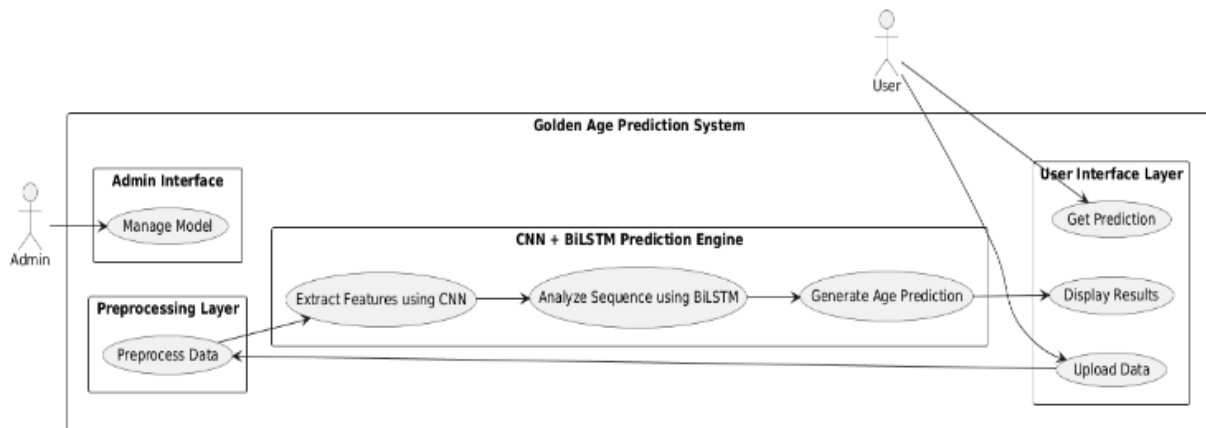 User
Golden Age Prediction System
Admin Interface
Manage Model
Admin
User Interface Layer
Get Prediction
CNN + BiLSTM Prediction Engine
Extract Features using CNN
Analyze Sequence using BiLSTM
Generate Age Prediction
Display Results
Preprocessing Layer
Preprocess Data
Upload Data